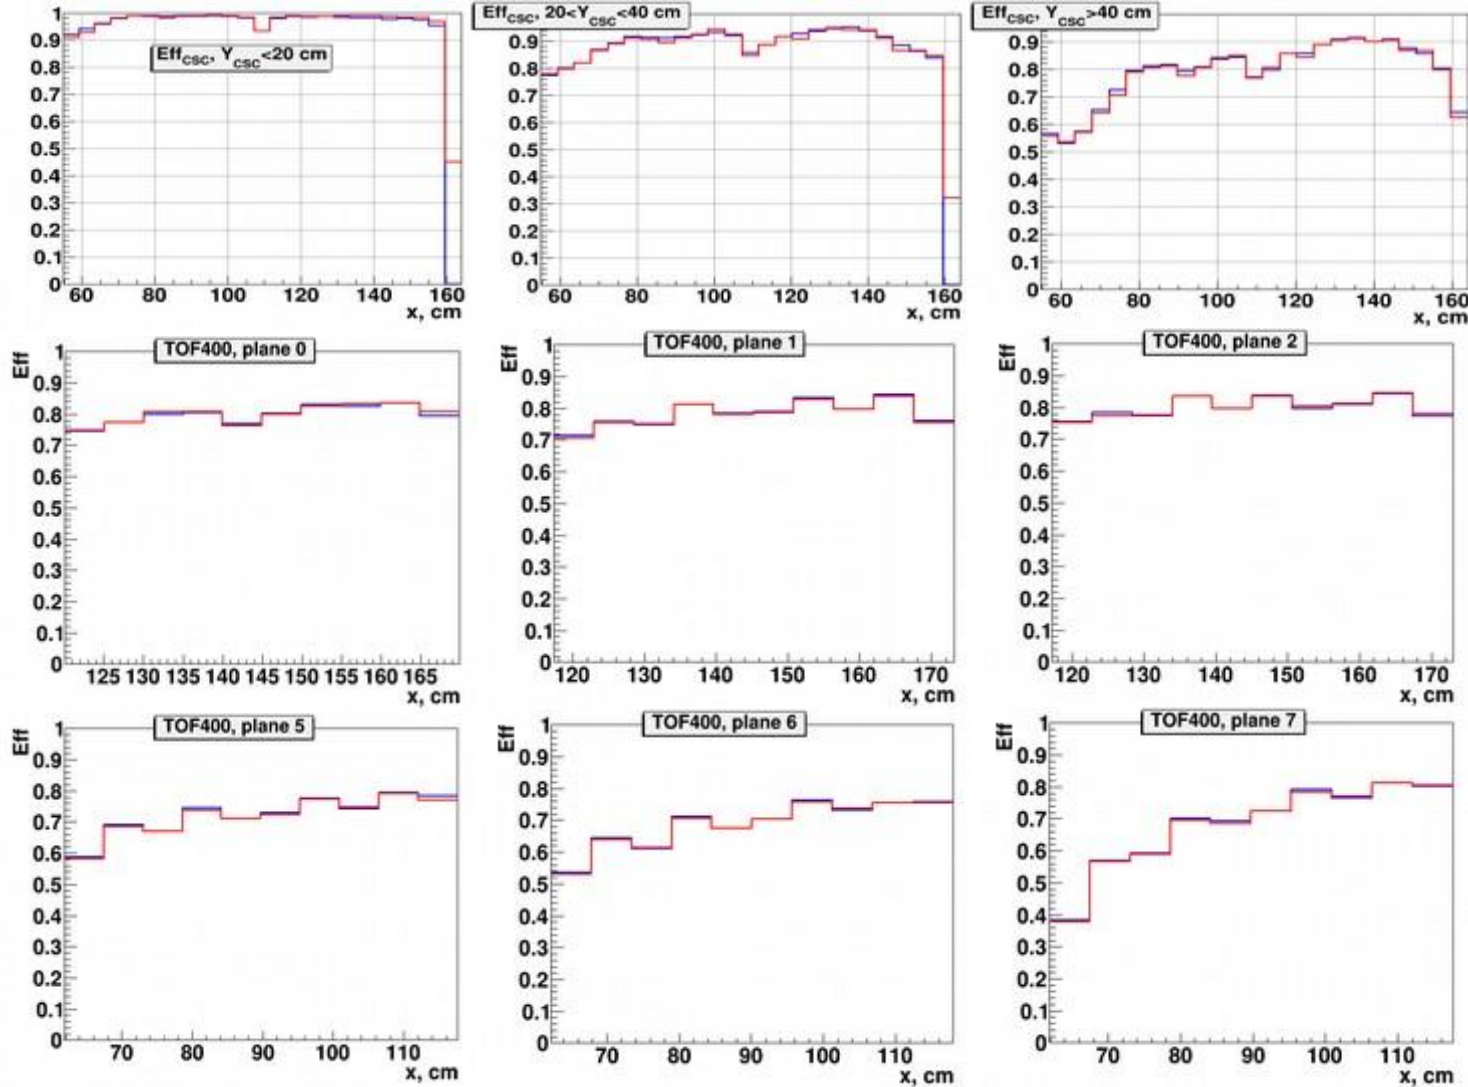 Eff_CSC, Y_CSC<20 cm
1
0.9
0.8
0.7
0.6
0.5
0.4
0.3
0.2
0.1
0
60 80 100 120 140 160
x, cm
Eff_CSC, 20<Y_CSC<40 cm
0.9
0.8
0.7
0.6
0.5
0.4
0.3
0.2
0.1
0
60 80 100 120 140 160
x, cm
Eff_CSC, Y_CSC>40 cm
0.9
0.8
0.7
0.6
0.5
0.4
0.3
0.2
0.1
0
60 80 100 120 140 160
x, cm
TOF400, plane 0
Eff
1
0.9
0.8
0.7
0.6
0.5
0.4
0.3
0.2
0.1
0
125 130 135 140 145 150 155 160 165
x, cm
TOF400, plane 1
Eff
1
0.9
0.8
0.7
0.6
0.5
0.4
0.3
0.2
0.1
0
120 130 140 150 160 170
x, cm
TOF400, plane 2
Eff
1
0.9
0.8
0.7
0.6
0.5
0.4
0.3
0.2
0.1
0
120 130 140 150 160 170
x, cm
TOF400, plane 5
Eff
1
0.9
0.8
0.7
0.6
0.5
0.4
0.3
0.2
0.1
0
70 80 90 100 110
x, cm
TOF400, plane 6
Eff
1
0.9
0.8
0.7
0.6
0.5
0.4
0.3
0.2
0.1
0
70 80 90 100 110
x, cm
TOF400, plane 7
Eff
1
0.9
0.8
0.7
0.6
0.5
0.4
0.3
0.2
0.1
0
70 80 90 100 110
x, cm